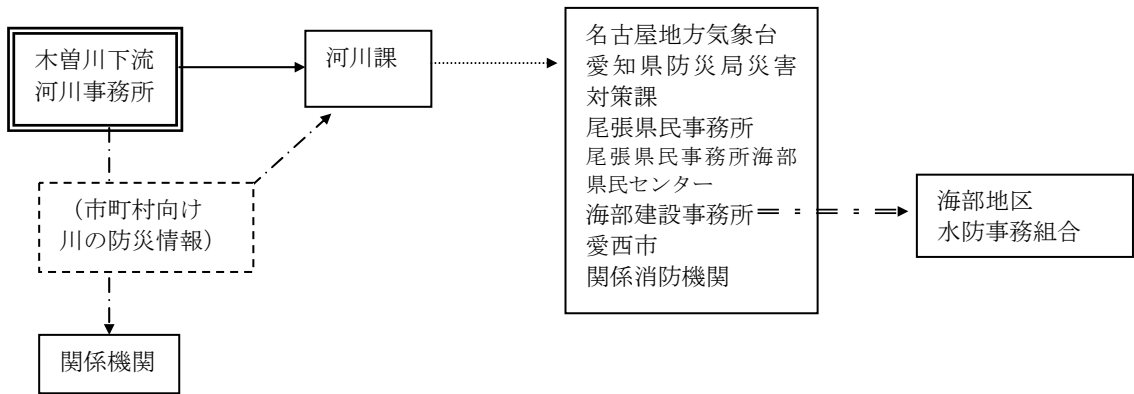 木曽川下流
河川事務所
河川課
（市町村向け
川の防災情報）
関係機関
名古屋地方気象台
愛知県防災局災害
対策課
尾張県民事務所
尾張県民事務所海部
県民センター
海部建設事務所
愛西市
関係消防機関
海部地区
水防事務組合